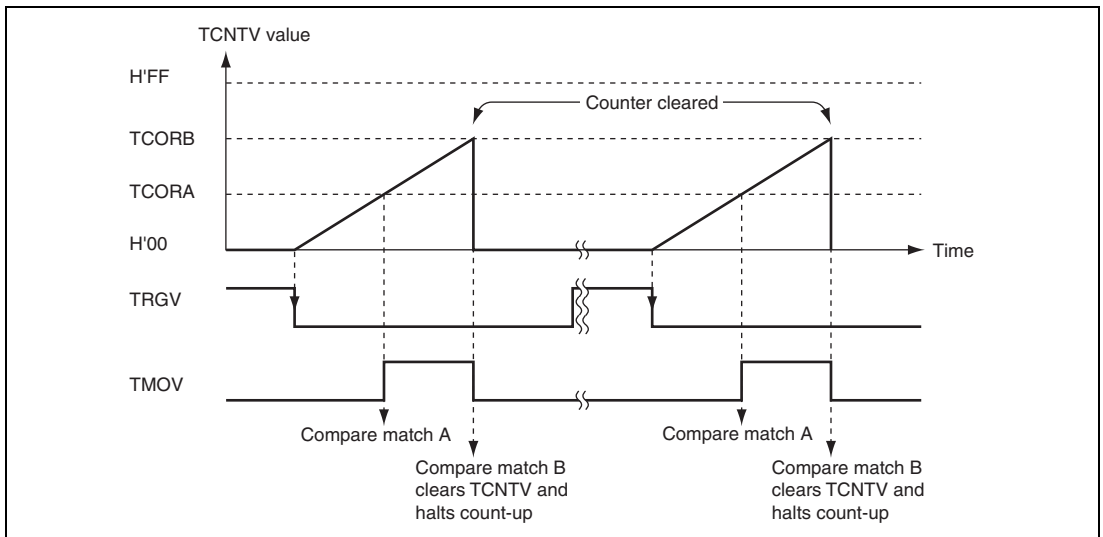 TCNTV value
H'FF
Counter cleared
TCORB
TCORA
H'00
Time
TRGV
TMOV
Compare match A
Compare match A
Compare match B
clears TCNTV and
halts count-up
Compare match B
clears TCNTV and
halts count-up